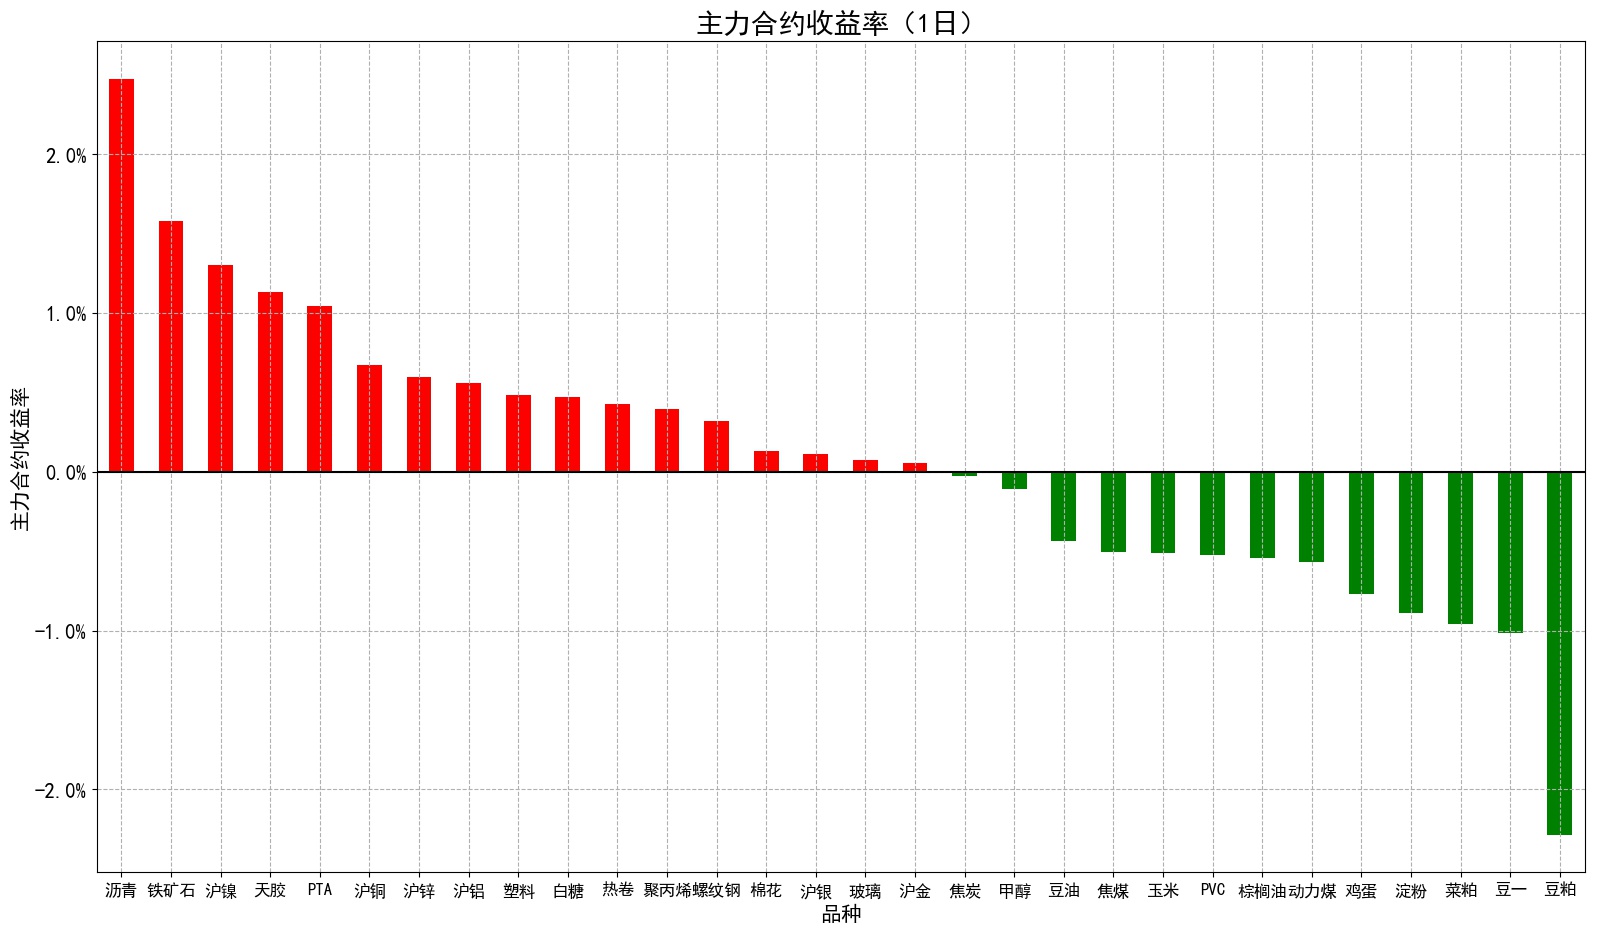 主力合约收益率（1日）
主力合约收益率
2.0%
1.0%
0.0%
−1.0%
−2.0%
沥青 铁矿石 沪镍 天胶 PTA 沪铜 沪锌 沪铝 塑料 白糖 热卷 聚丙烯 螺纹钢 棉花 沪银 玻璃 沪金 焦炭 甲醇 豆油 焦煤 玉米 PVC 棕榈油 动力煤 鸡蛋 淀粉 菜粕 豆一 豆粕
品种